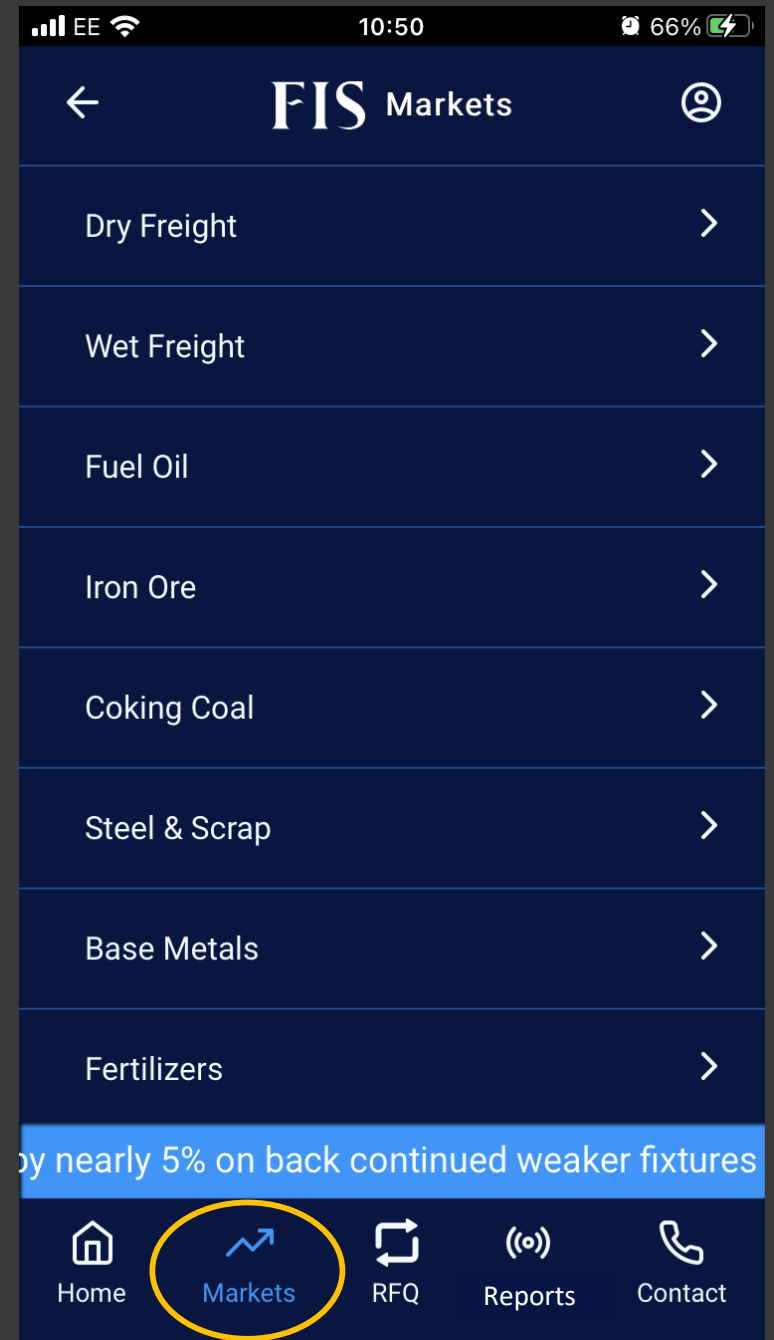 EE 10:50 66%
FIS Markets
Dry Freight
Wet Freight
Fuel Oil
Iron Ore
Coking Coal
Steel & Scrap
Base Metals
Fertilizers
by nearly 5% on back continued weaker fixtures
Home Markets RFQ Reports Contact